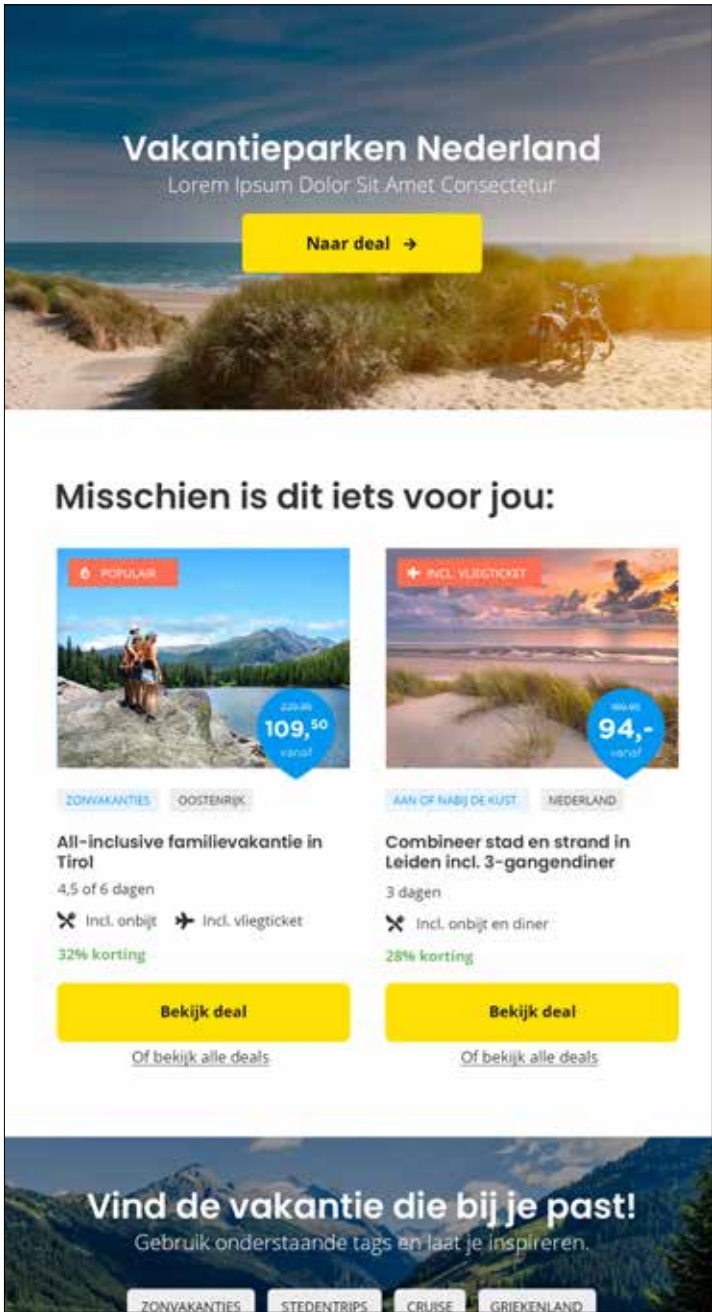 Vakantieparken Nederland
Lorem Ipsum Dolor Sit Amet Consectetur
Naar deal →
Misschien is dit iets voor jou:
POPULAIR
109,50
vanaf
ZONVAKANTIES OOSTENRIJK
All-inclusive familievakantie in
Tirol
4,5 of 6 dagen
Incl. onbijt Incl. vliegticket
32% korting
Bekijk deal
Of bekijk alle deals
INCL. VLIEGTICKET
94,-
vanaf
AAN OF NABIJ DE KUST NEDERLAND
Combineer stad en strand in
Leiden incl. 3-gangendiner
3 dagen
Incl. onbijt en diner
28% korting
Bekijk deal
Of bekijk alle deals
Vind de vakantie die bij je past!
Gebruik onderstaande tags en laat je inspireren.
ZONVAKANTIES STEDENTRIPS CRUISE GRIEKENLAND